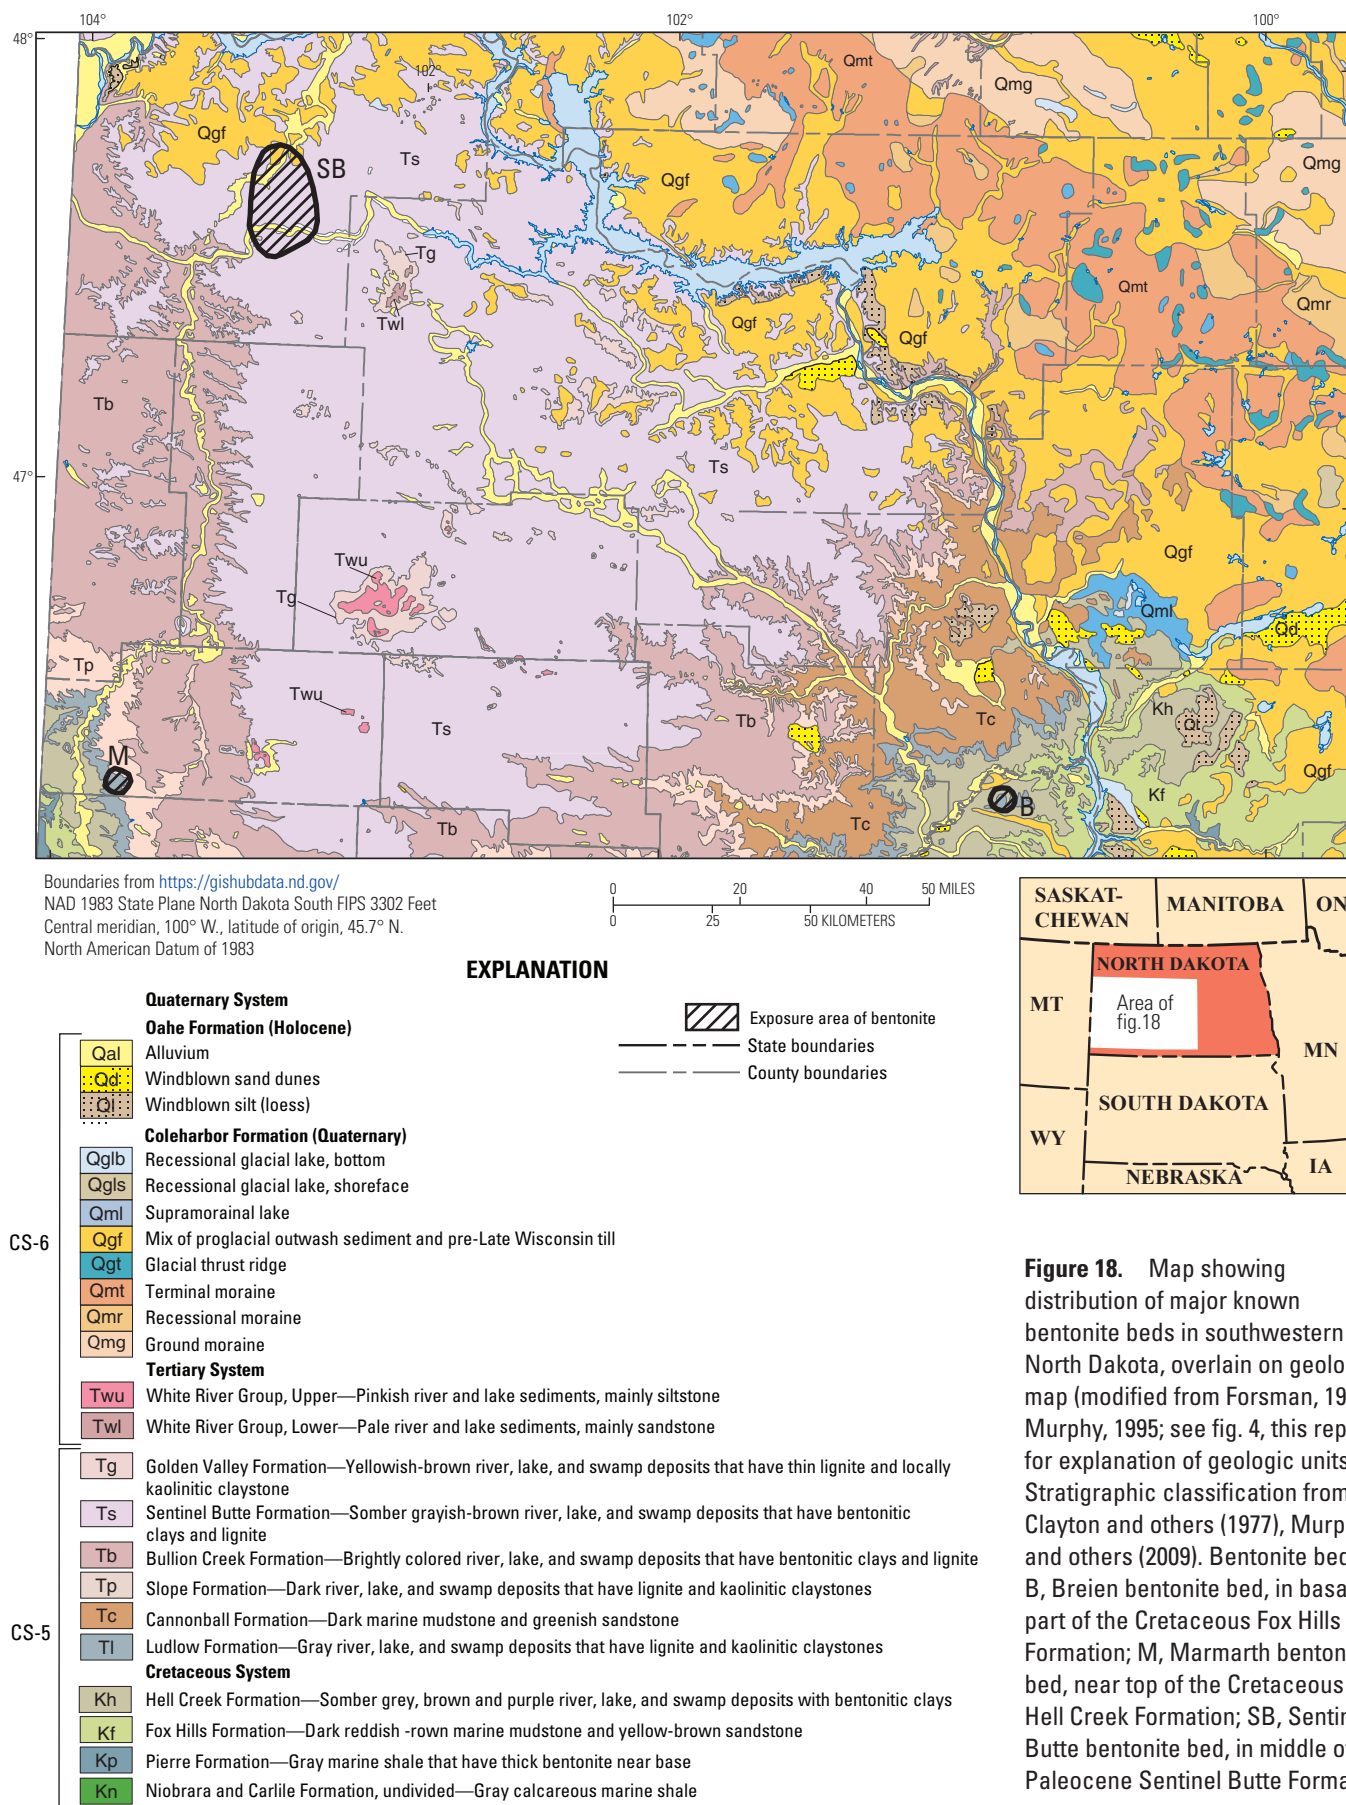 104°
102°
100°
48°
102°
Qmt
Qmg
Qgf
Ts
SB
Qgf
Qmg
Tg
Twl
Qgf
Qgf
Qmt
Qmr
Tb
Ts
47°
Qgf
Twu
Tg
Qml
Qd
Tp
Twu
Ts
Tb
Tc
Kh
Ql
M
Qgf
Kf
B
Tb
Tc
Boundaries from https://gishubdata.nd.gov/
NAD 1983 State Plane North Dakota South FIPS 3302 Feet
Central meridian, 100° W., latitude of origin, 45.7° N.
North American Datum of 1983
0 20 40 50 MILES
0 25 50 KILOMETERS
SASKAT-
CHEWAN
MANITOBA
ON
NORTH DAKOTA
MT
Area of
fig.18
MN
SOUTH DAKOTA
WY
NEBRASKA
IA
EXPLANATION
Quaternary System
Oahe Formation (Holocene)
Qal Alluvium
Qd Windblown sand dunes
Ql Windblown silt (loess)
Exposure area of bentonite
State boundaries
County boundaries
Coleharbor Formation (Quaternary)
Qglb Recessional glacial lake, bottom
Qgls Recessional glacial lake, shoreface
Qml Supramorainal lake
CS-6
Qgf Mix of proglacial outwash sediment and pre-Late Wisconsin till
Qgt Glacial thrust ridge
Qmt Terminal moraine
Qmr Recessional moraine
Qmg Ground moraine
Tertiary System
Twu White River Group, Upper—Pinkish river and lake sediments, mainly siltstone
Twl White River Group, Lower—Pale river and lake sediments, mainly sandstone
Tg Golden Valley Formation—Yellowish-brown river, lake, and swamp deposits that have thin lignite and locally
kaolinitic claystone
Ts Sentinel Butte Formation—Somber grayish-brown river, lake, and swamp deposits that have bentonitic
clays and lignite
Tb Bullion Creek Formation—Brightly colored river, lake, and swamp deposits that have bentonitic clays and lignite
Tp Slope Formation—Dark river, lake, and swamp deposits that have lignite and kaolinitic claystones
Tc Cannonball Formation—Dark marine mudstone and greenish sandstone
CS-5
Tl Ludlow Formation—Gray river, lake, and swamp deposits that have lignite and kaolinitic claystones
Cretaceous System
Kh Hell Creek Formation—Somber grey, brown and purple river, lake, and swamp deposits with bentonitic clays
Kf Fox Hills Formation—Dark reddish -rown marine mudstone and yellow-brown sandstone
Kp Pierre Formation—Gray marine shale that have thick bentonite near base
Kn Niobrara and Carlile Formation, undivided—Gray calcareous marine shale
Figure 18. Map showing
distribution of major known
bentonite beds in southwestern
North Dakota, overlain on geolo
map (modified from Forsman, 19
Murphy, 1995; see fig. 4, this rep
for explanation of geologic units
Stratigraphic classification from
Clayton and others (1977), Murp
and others (2009). Bentonite bed
B, Breien bentonite bed, in basa
part of the Cretaceous Fox Hills
Formation; M, Marmarth benton
bed, near top of the Cretaceous
Hell Creek Formation; SB, Sentin
Butte bentonite bed, in middle o
Paleocene Sentinel Butte Forma